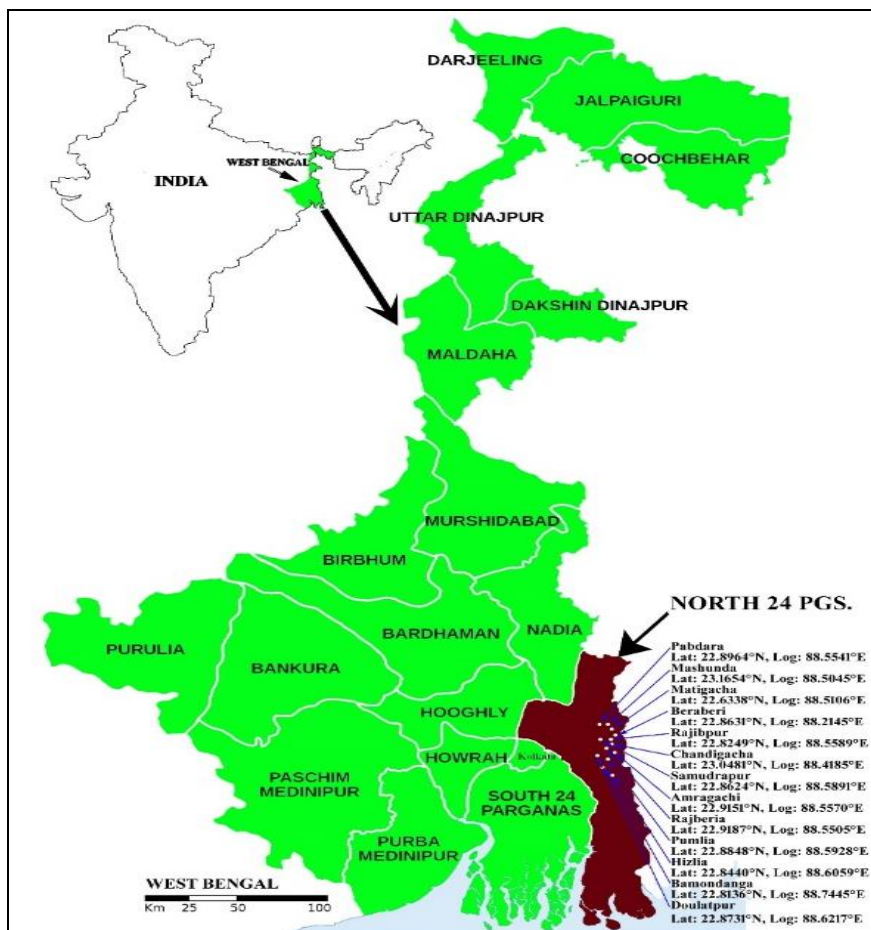 DARJEELING
JALPAIGURI
COOCHBEHAR
WEST BENGAL
INDIA
UTTAR DINAJPUR
DAKSHIN DINAJPUR
MALDAHA
MURSHIDABAD
BIRBHUM
NORTH 24 PGS.
PURULIA
BARDHAMAN
NADIA
BANKURA
HOOGHLY
HOWRAH
Kolkata
PASCHIM
MEDINIPUR
SOUTH 24
PARGANAS
PURBA
MEDINIPUR
Pabdara
Lat: 22.8964°N, Log: 88.5541°E
Mashunda
Lat: 23.1654°N, Log: 88.5045°E
Matigacha
Lat: 22.6338°N, Log: 88.5106°E
Beraberi
Lat: 22.8631°N, Log: 88.2145°E
Rajibpur
Lat: 22.8249°N, Log: 88.5589°E
Chandigacha
Lat: 23.0481°N, Log: 88.4185°E
Samudrapur
Lat: 22.8624°N, Log: 88.5891°E
Amragachi
Lat: 22.9151°N, Log: 88.5570°E
Rajberia
Lat: 22.9187°N, Log: 88.5505°E
Pumlia
Lat: 22.8848°N, Log: 88.5928°E
Hizlia
Lat: 22.8440°N, Log: 88.6059°E
Bamondanga
Lat: 22.8136°N, Log: 88.7445°E
Doulatpur
Lat: 22.8731°N, Log: 88.6217°E
WEST BENGAL
Km 25 50 100